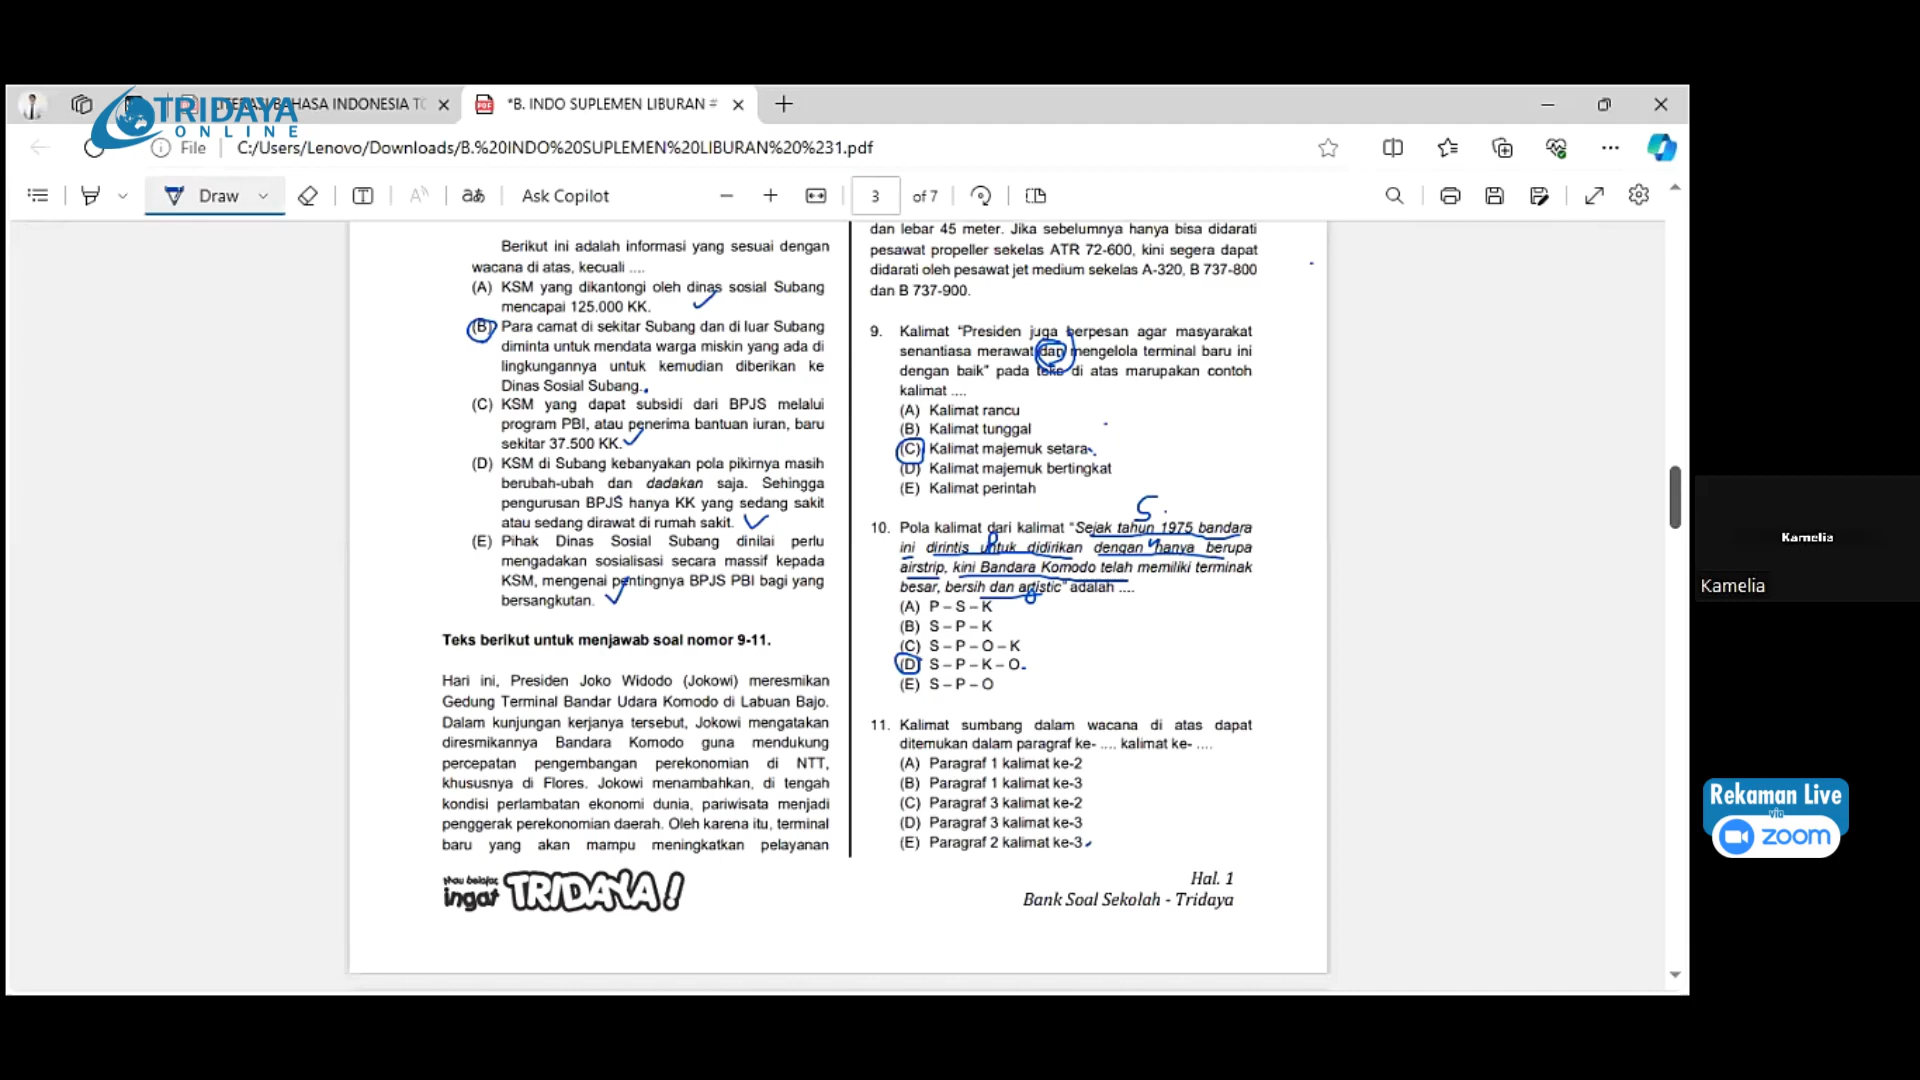 LITERASI BAHASA INDONESIA TO
*B. INDO SUPLEMEN LIBURAN #
TRIDAYA
ONLINE
File
C:/Users/Lenovo/Downloads/B.%20INDO%20SUPLEMEN%20LIBURAN%20%231.pdf
Draw
Ask Copilot
3 of 7
Berikut ini adalah informasi yang sesuai dengan
wacana di atas, kecuali ....
(A) KSM yang dikantongi oleh dinas sosial Subang
mencapai 125.000 KK.
(B) Para camat di sekitar Subang dan di luar Subang
diminta untuk mendata warga miskin yang ada di
lingkungannya untuk kemudian diberikan ke
Dinas Sosial Subang.
(C) KSM yang dapat subsidi dari BPJS melalui
program PBI, atau penerima bantuan iuran, baru
sekitar 37.500 KK.
(D) KSM di Subang kebanyakan pola pikirnya masih
berubah-ubah dan dadakan saja. Sehingga
pengurusan BPJS hanya KK yang sedang sakit
atau sedang dirawat di rumah sakit.
(E) Pihak Dinas Sosial Subang dinilai perlu
mengadakan sosialisasi secara massif kepada
KSM, mengenai pentingnya BPJS PBI bagi yang
bersangkutan.
Teks berikut untuk menjawab soal nomor 9-11.
Hari ini, Presiden Joko Widodo (Jokowi) meresmikan
Gedung Terminal Bandar Udara Komodo di Labuan Bajo.
Dalam kunjungan kerjanya tersebut, Jokowi mengatakan
diresmikannya Bandara Komodo guna mendukung
percepatan pengembangan perekonomian di NTT,
khususnya di Flores. Jokowi menambahkan, di tengah
kondisi perlambatan ekonomi dunia, pariwisata menjadi
penggerak perekonomian daerah. Oleh karena itu, terminal
baru yang akan mampu meningkatkan pelayanan
dan lebar 45 meter. Jika sebelumnya hanya bisa didarati
pesawat propeller sekelas ATR 72-600, kini segera dapat
didarati oleh pesawat jet medium sekelas A-320, B 737-800
dan B 737-900.
9. Kalimat “Presiden juga berpesan agar masyarakat
senantiasa merawat dan mengelola terminal baru ini
dengan baik” pada teks di atas marupakan contoh
kalimat ....
(A) Kalimat rancu
(B) Kalimat tunggal
(C) Kalimat majemuk setara
(D) Kalimat majemuk bertingkat
(E) Kalimat perintah
S
10. Pola kalimat dari kalimat “Sejak tahun 1975 bandara
P
ini dirintis untuk didirikan dengan hanya berupa
airstrip, kini Bandara Komodo telah memiliki terminak
besar, bersih dan artistic” adalah ....
(A) P – S – K
(B) S – P – K
(C) S – P – O – K
(D) S – P – K – O
(E) S – P – O
11. Kalimat sumbang dalam wacana di atas dapat
ditemukan dalam paragraf ke- .... kalimat ke- ....
(A) Paragraf 1 kalimat ke-2
(B) Paragraf 1 kalimat ke-3
(C) Paragraf 3 kalimat ke-2
(D) Paragraf 3 kalimat ke-3
(E) Paragraf 2 kalimat ke-3
mau belajar,
ingat TRIDAYA!
Hal. 1
Bank Soal Sekolah - Tridaya
Kamelia
Kamelia
Rekaman Live
via
zoom